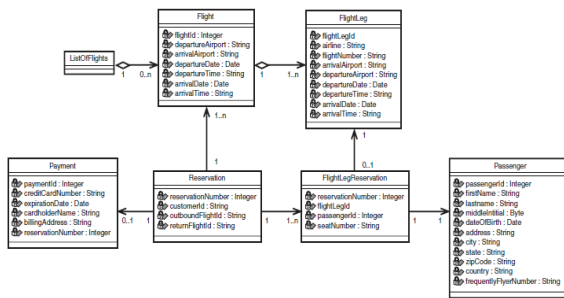 Flight
flightId : Integer
departureAirport : String
arrivalAirport : String
departureDate : Date
departureTime : String
arrivalDate : Date
arrivalTime : String
FlightLeg
flightLegId
airline : String
flightNumber : String
arrivalAirport : String
departureAirport : String
departureDate : Date
departureTime : String
arrivalDate : Date
arrivalTime : String
ListOfFlights
1
0..n
1
1..n
1..n
1
1
0..1
Payment
paymentId : Integer
creditCardNumber : String
expirationDate : Date
cardholderName : String
billingAddress : String
reservationNumber : Integer
0..1
1
Reservation
reservationNumber : Integer
customerId : String
outboundFlightId : String
returnFlightId : String
1
1..n
FlightLegReservation
reservationNumber : Integer
flightLegId
passengerId : Integer
seatNumber : String
1
1
Passenger
passengerId : Integer
firstName : String
lastname : String
middleIntitial : Byte
dateOfBirth : Date
address : String
city : String
state : String
zipCode : String
country : String
frequentlyFlyerNumber : String